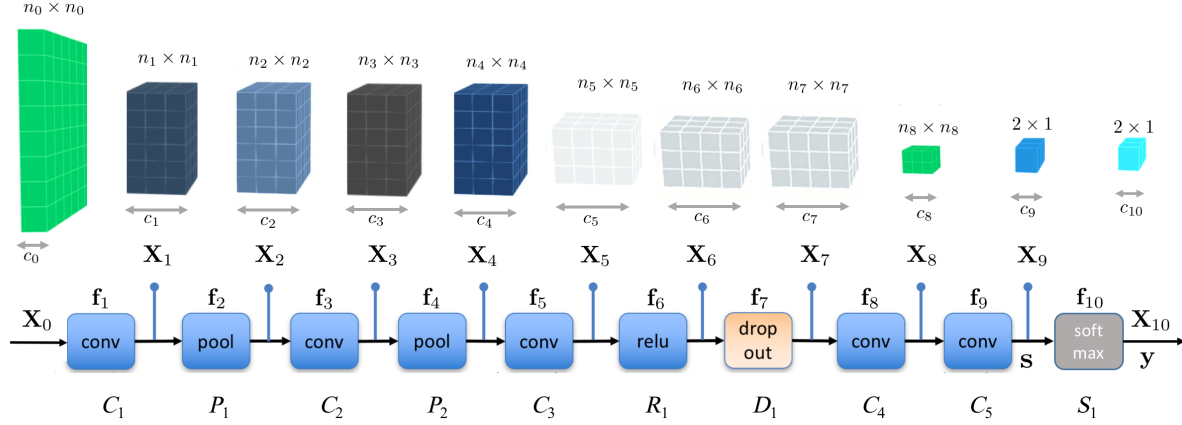 n₀ × n₀
n₁ × n₁ n₂ × n₂ n₃ × n₃ n₄ × n₄ n₅ × n₅ n₆ × n₆ n₇ × n₇
n₈ × n₈ 2 × 1 2 × 1
c₀ c₁ c₂ c₃ c₄ c₅ c₆ c₇ c₈ c₉ c₁₀
X₁ X₂ X₃ X₄ X₅ X₆ X₇ X₈ X₉
f₁ f₂ f₃ f₄ f₅ f₆ f₇ f₈ f₉ f₁₀
X₀ conv pool conv pool conv relu drop out conv conv soft max X₁₀
s y
C₁ P₁ C₂ P₂ C₃ R₁ D₁ C₄ C₅ S₁